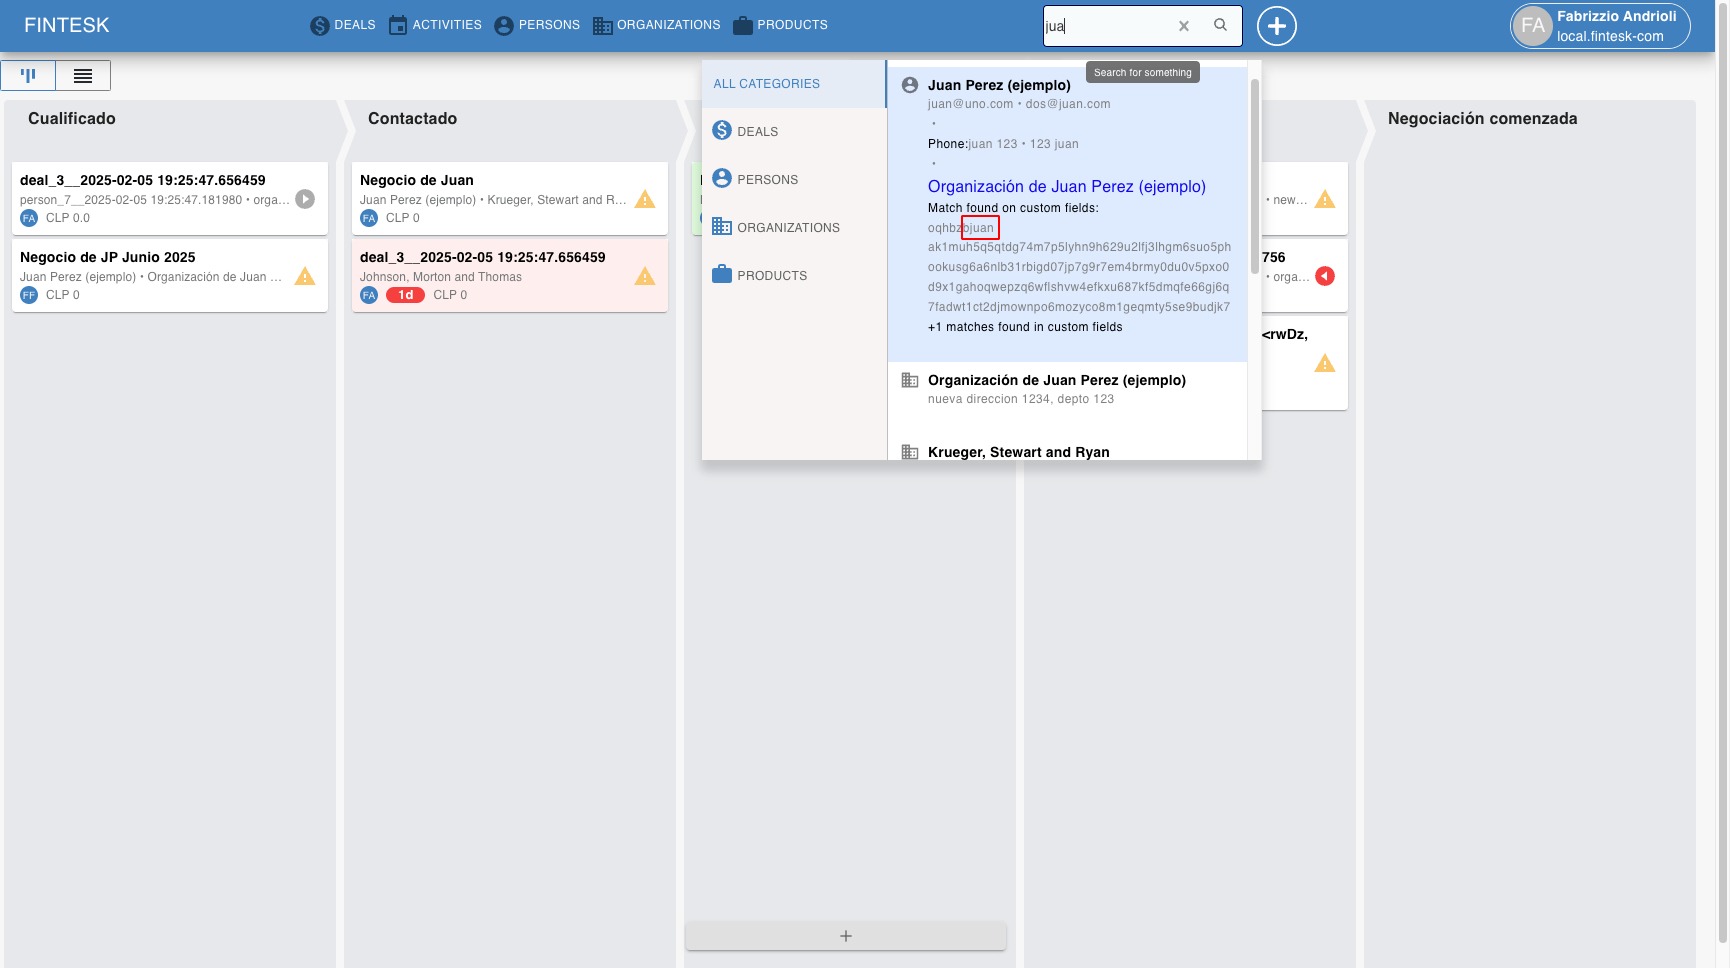 FINTESK
DEALS
ACTIVITIES
PERSONS
ORGANIZATIONS
PRODUCTS
jua
FA
Fabrizzio Andrioli
local.fintesk-com
Search for something
Cualificado
Contactado
Negociación comenzada
deal_3__2025-02-05 19:25:47.656459
person_7__2025-02-05 19:25:47.181980 • orga...
FA CLP 0.0
Negocio de JP Junio 2025
Juan Perez (ejemplo) • Organización de Juan ...
FF CLP 0
Negocio de Juan
Juan Perez (ejemplo) • Krueger, Stewart and R...
FA CLP 0
deal_3__2025-02-05 19:25:47.656459
Johnson, Morton and Thomas
FA 1d CLP 0
ALL CATEGORIES
DEALS
PERSONS
ORGANIZATIONS
PRODUCTS
Juan Perez (ejemplo)
juan@uno.com • dos@juan.com
•
Phone:juan 123 • 123 juan
•
Organización de Juan Perez (ejemplo)
Match found on custom fields:
oqhbzbjuan
ak1muh5q5qtdg74m7p5lyhn9h629u2lfj3lhgm6suo5ph
ookusg6a6nlb31rbigd07jp7g9r7em4brmy0du0v5pxo0
d9x1gahoqwepzq6wflshvw4efkxu687kf5dmqfe66gj6q
7fadwt1ct2djmownpo6mozyco8m1geqmty5se9budjk7
+1 matches found in custom fields
Organización de Juan Perez (ejemplo)
nueva direccion 1234, depto 123
Krueger, Stewart and Ryan
• new...
756
• orga...
<rwDz,